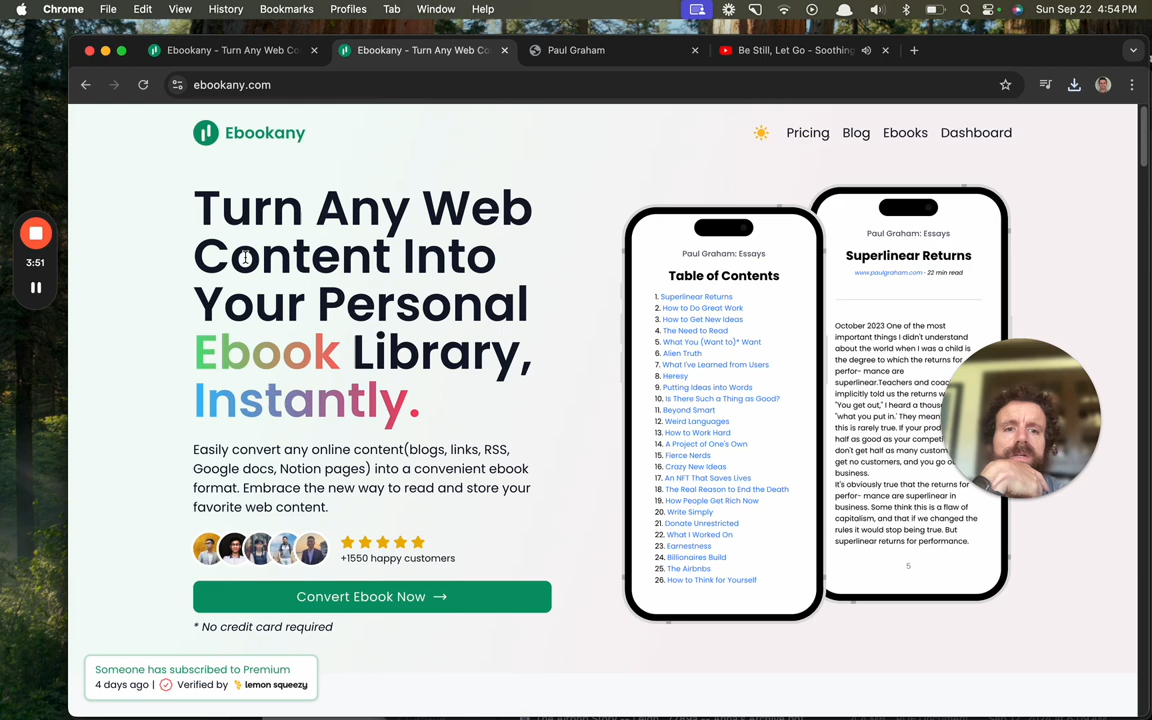 Chrome File Edit View History Bookmarks Profiles Tab Window Help Sun Sep 22 4:54 PM
Ebookany - Turn Any Web Co
Ebookany - Turn Any Web Co
Paul Graham
Be Still, Let Go - Soothing
ebookany.com
Ebookany
Pricing Blog Ebooks Dashboard
Turn Any Web
Content Into
Your Personal
Ebook Library,
Instantly.
Easily convert any online content(blogs, links, RSS,
Google docs, Notion pages) into a convenient ebook
format. Embrace the new way to read and store your
favorite web content.
+1550 happy customers
Convert Ebook Now →
* No credit card required
Someone has subscribed to Premium
4 days ago | Verified by lemon squeezy
3:51
Paul Graham: Essays
Table of Contents
1. Superlinear Returns
2. How to Do Great Work
3. How to Get New Ideas
4. The Need to Read
5. What You (Want to)* Want
6. Alien Truth
7. What I've Learned from Users
8. Heresy
9. Putting Ideas into Words
10. Is There Such a Thing as Good?
11. Beyond Smart
12. Weird Languages
13. How to Work Hard
14. A Project of One's Own
15. Fierce Nerds
16. Crazy New Ideas
17. An NFT That Saves Lives
18. The Real Reason to End the Death
19. How People Get Rich Now
20. Write Simply
21. Donate Unrestricted
22. What I Worked On
23. Earnestness
24. Billionaires Build
25. The Airbnbs
26. How to Think for Yourself
Paul Graham: Essays
Superlinear Returns
www.paulgraham.com - 22 min read
October 2023 One of the most
important things I didn't understand
about the world when I was a child is
the degree to which the returns for
perfor- mance are
superlinear.Teachers and coac
implicitly told us the returns w
"You get out," I heard a thous
"what you put in." They mean
this is rarely true. If your prod
half as good as your competi
don't get half as many custom
get no customers, and you go o
business.
It's obviously true that the returns for
perfor- mance are superlinear in
business. Some think this is a flaw of
capitalism, and that if we changed the
rules it would stop being true. But
superlinear returns for performance.
5